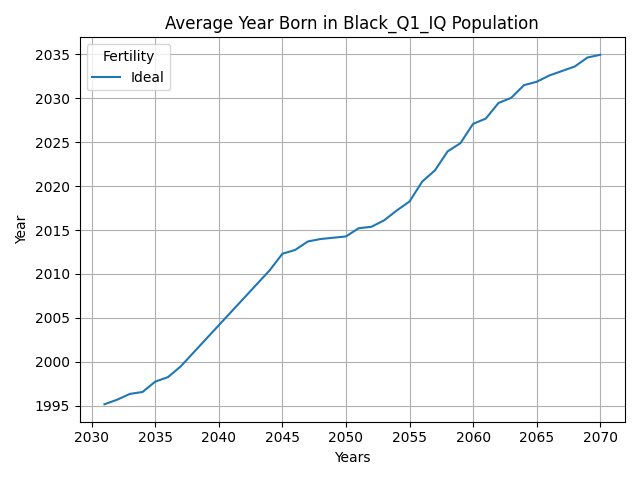 Average Year Born in Black_Q1_IQ Population
Fertility
Ideal
Year
2035
2030
2025
2020
2015
2010
2005
2000
1995
2030 2035 2040 2045 2050 2055 2060 2065 2070
Years